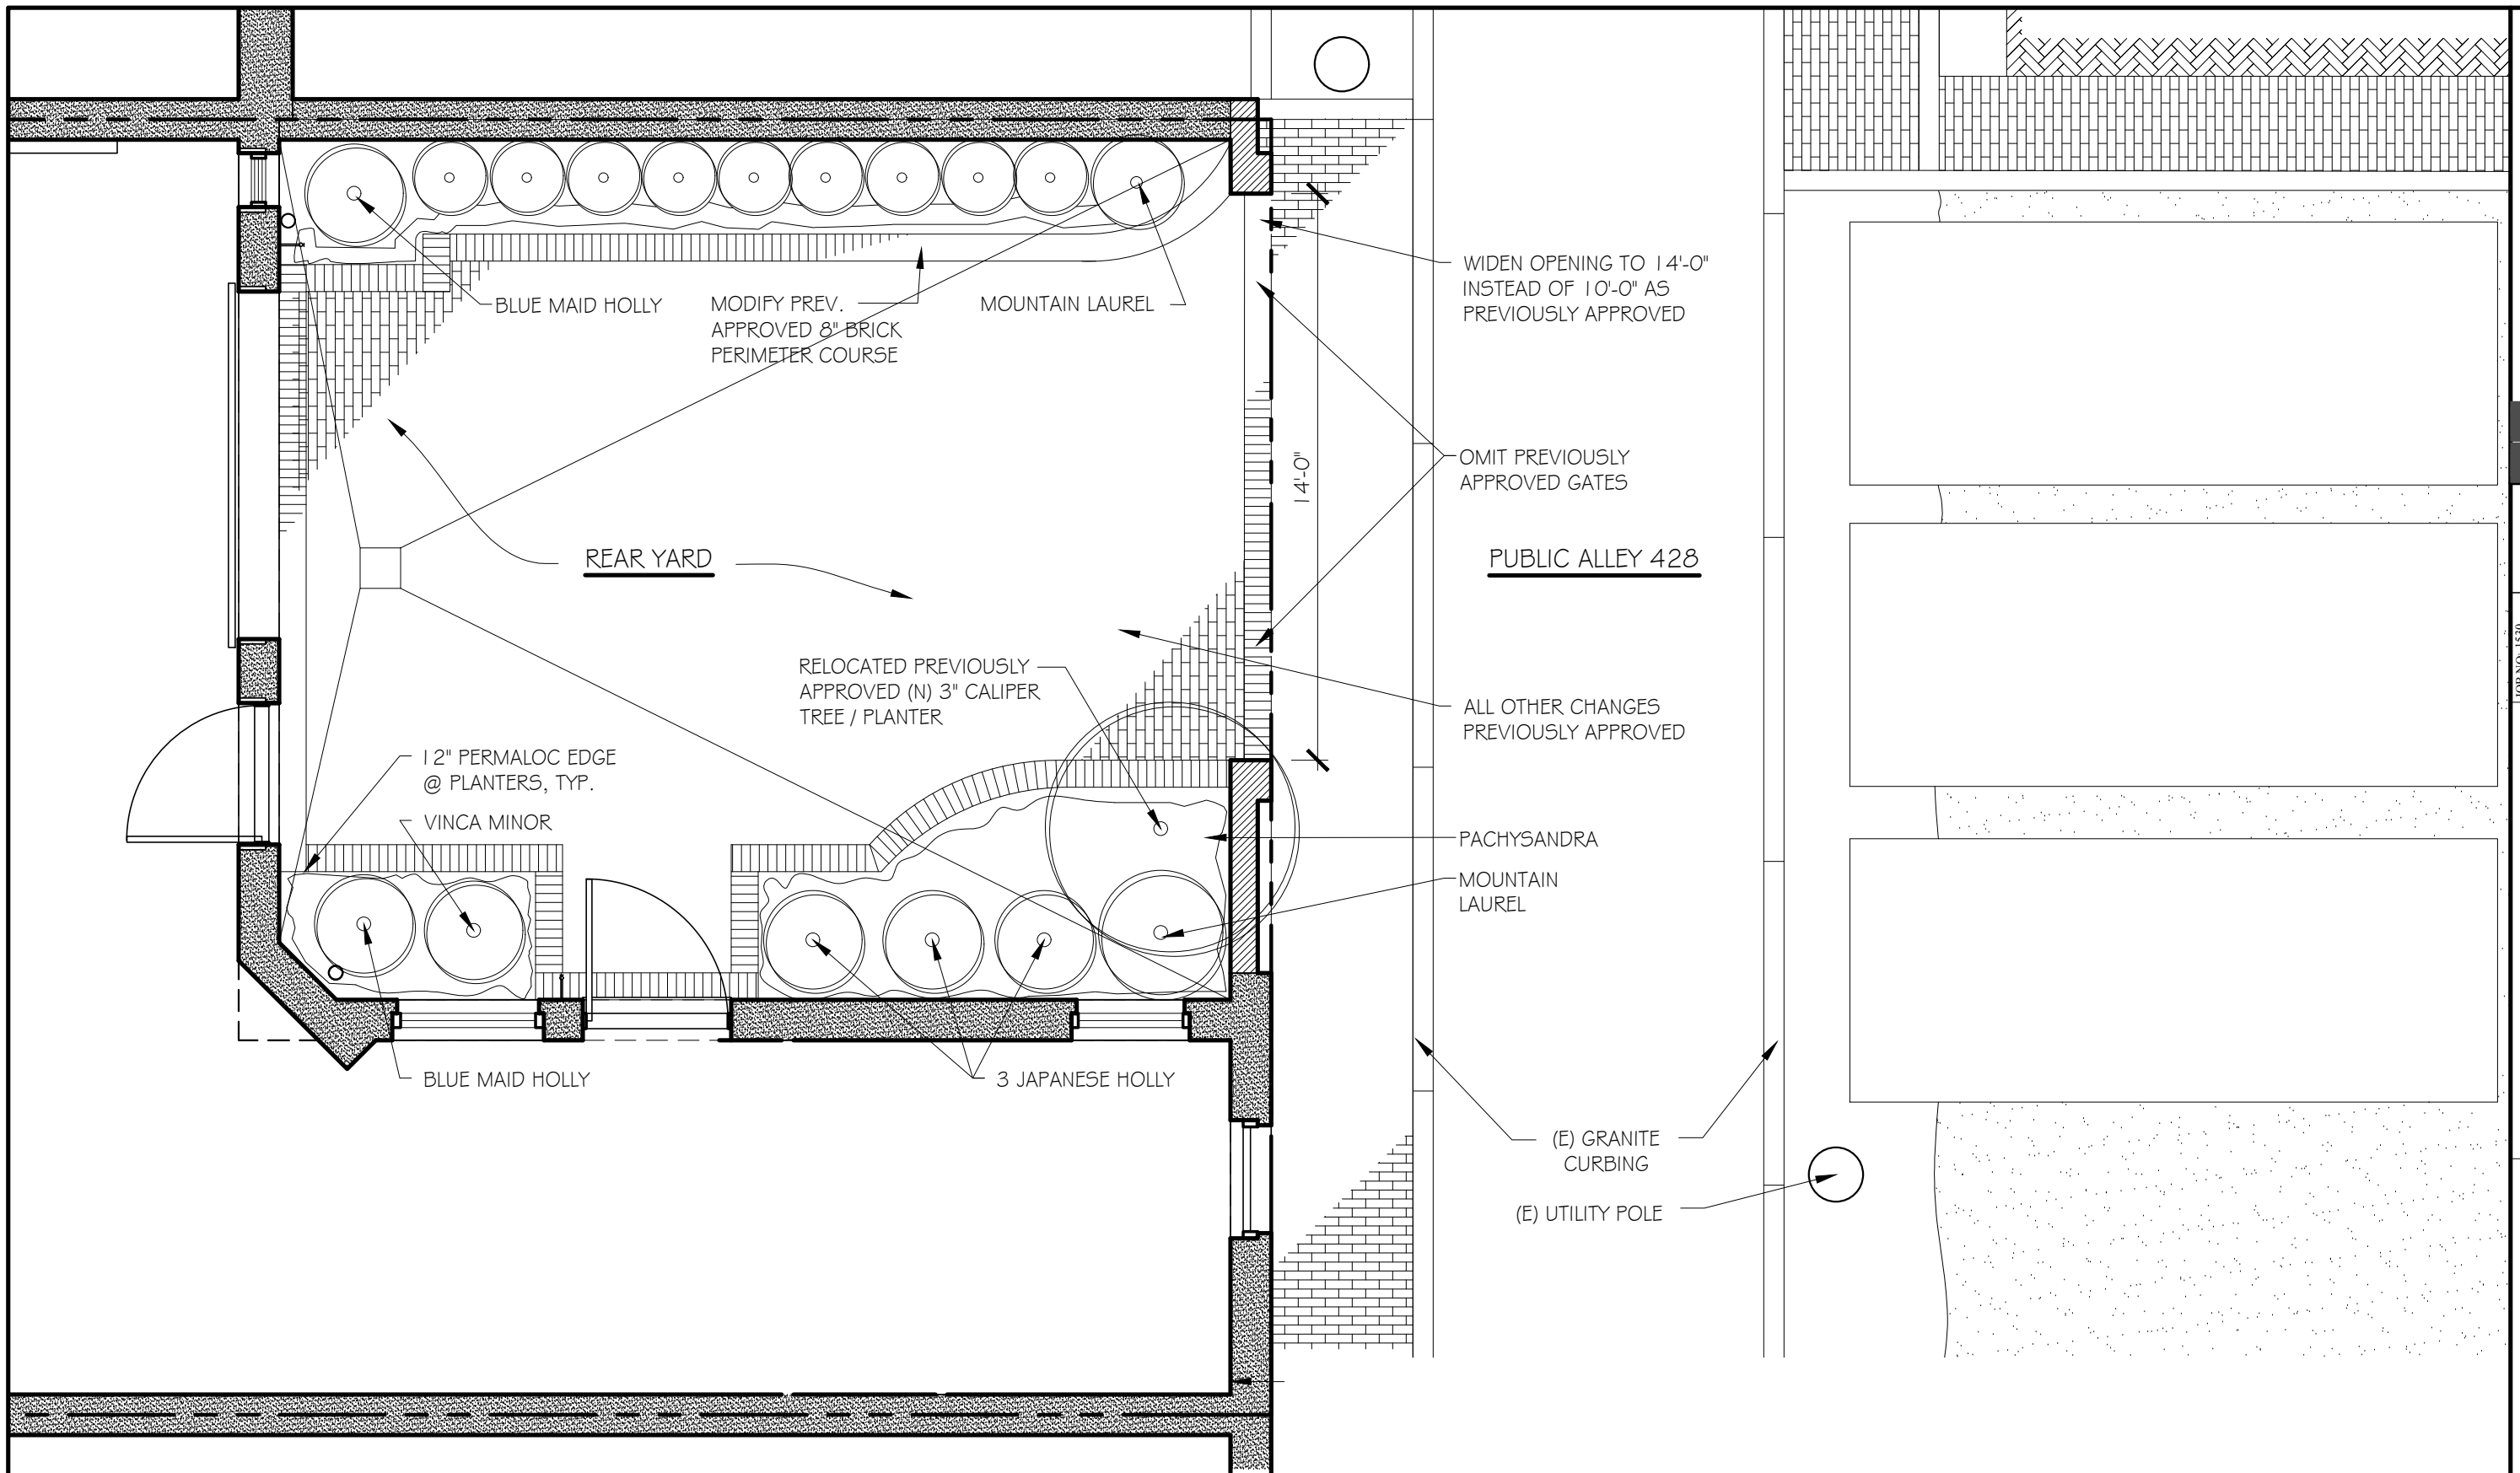 WIDEN OPENING TO 14'-0"
INSTEAD OF 10'-0" AS
PREVIOUSLY APPROVED
BLUE MAID HOLLY
MODIFY PREV.
APPROVED 8" BRICK
PERIMETER COURSE
MOUNTAIN LAUREL
OMIT PREVIOUSLY
APPROVED GATES
14'-0"
REAR YARD
PUBLIC ALLEY 428
RELOCATED PREVIOUSLY
APPROVED (N) 3" CALIPER
TREE / PLANTER
ALL OTHER CHANGES
PREVIOUSLY APPROVED
12" PERMALOC EDGE
@ PLANTERS, TYP.
VINCA MINOR
PACHYSANDRA
MOUNTAIN
LAUREL
BLUE MAID HOLLY
3 JAPANESE HOLLY
(E) GRANITE
CURBING
(E) UTILITY POLE
JOB NO: 1530